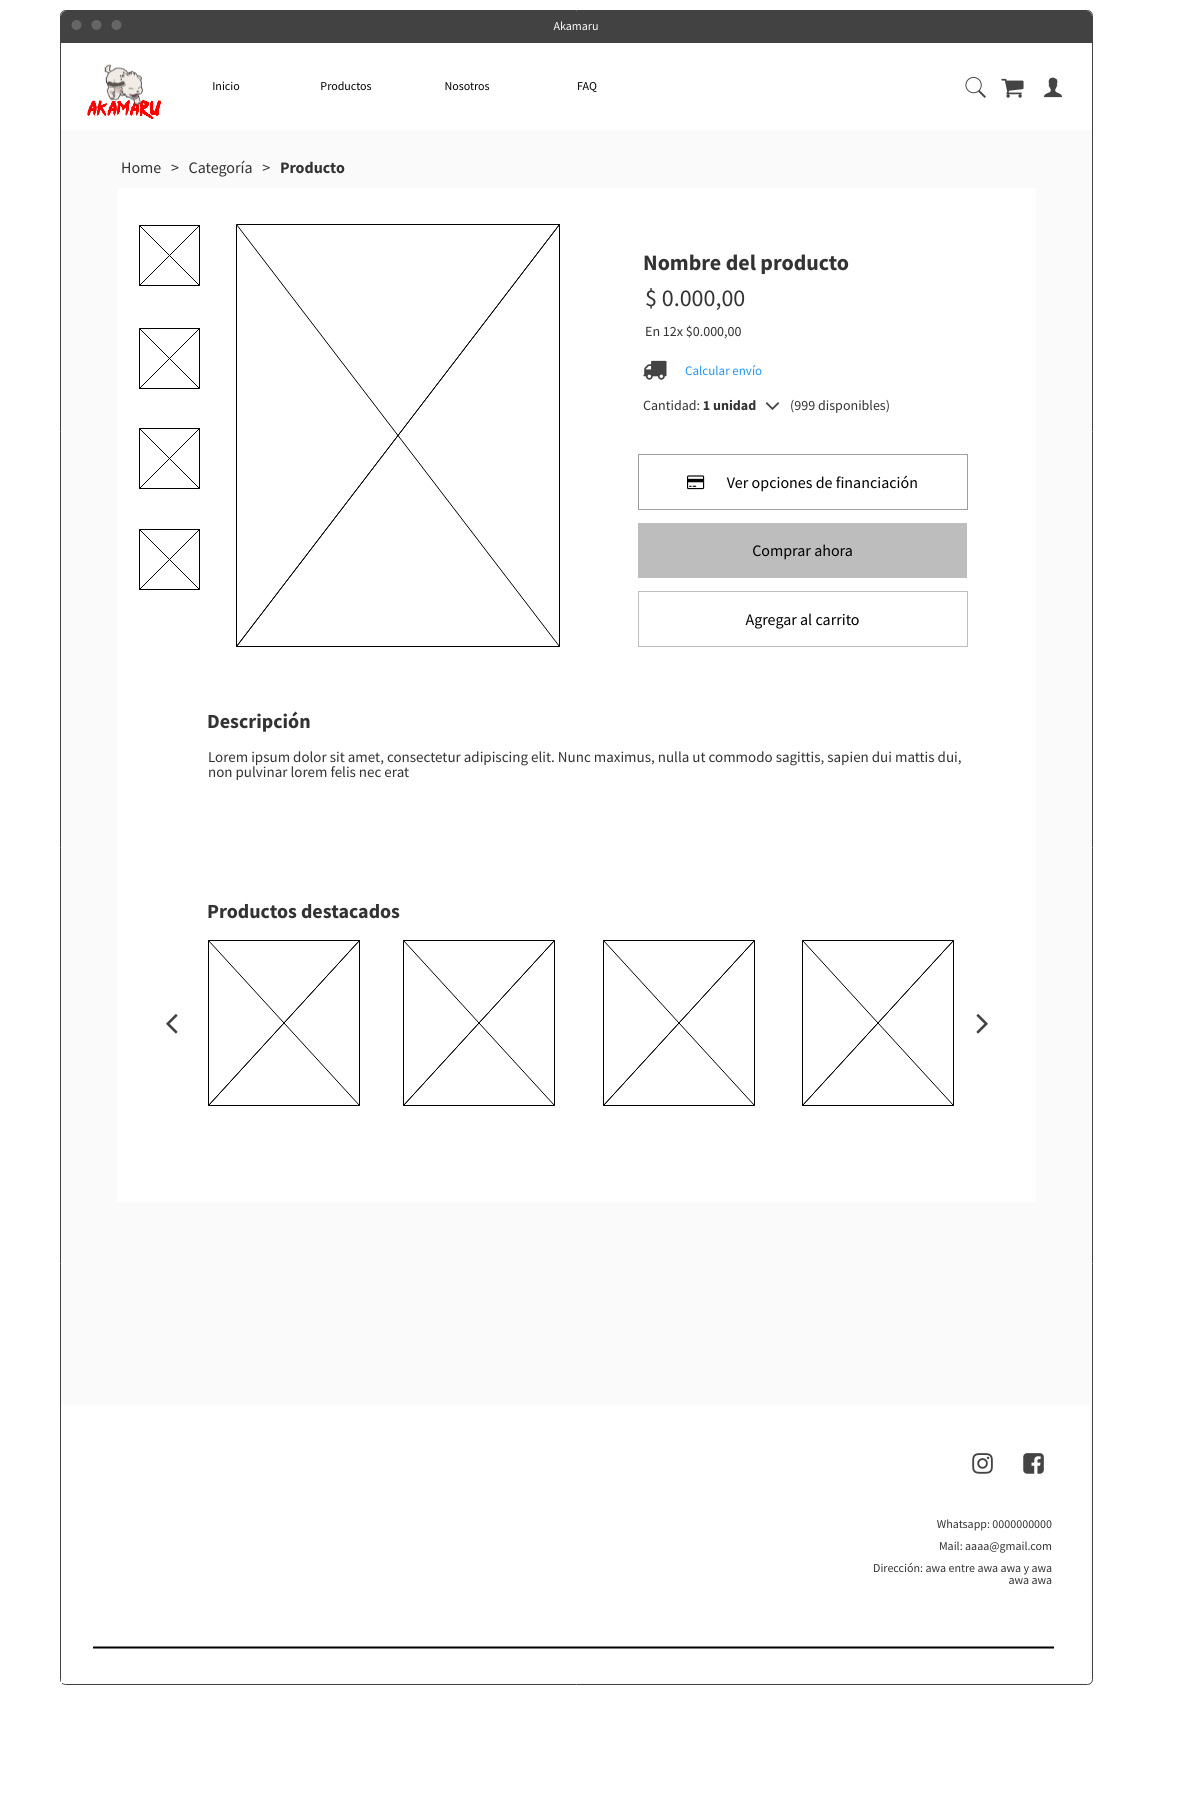 Akamaru
AKAMARU
Inicio
Productos
Nosotros
FAQ
Home > Categoría > Producto
Nombre del producto
$ 0.000,00
En 12x $0.000,00
Calcular envío
Cantidad: 1 unidad (999 disponibles)
Ver opciones de financiación
Comprar ahora
Agregar al carrito
Descripción
Lorem ipsum dolor sit amet, consectetur adipiscing elit. Nunc maximus, nulla ut commodo sagittis, sapien dui mattis dui,
non pulvinar lorem felis nec erat
Productos destacados
Whatsapp: 0000000000
Mail: aaaa@gmail.com
Dirección: awa entre awa awa y awa
awa awa